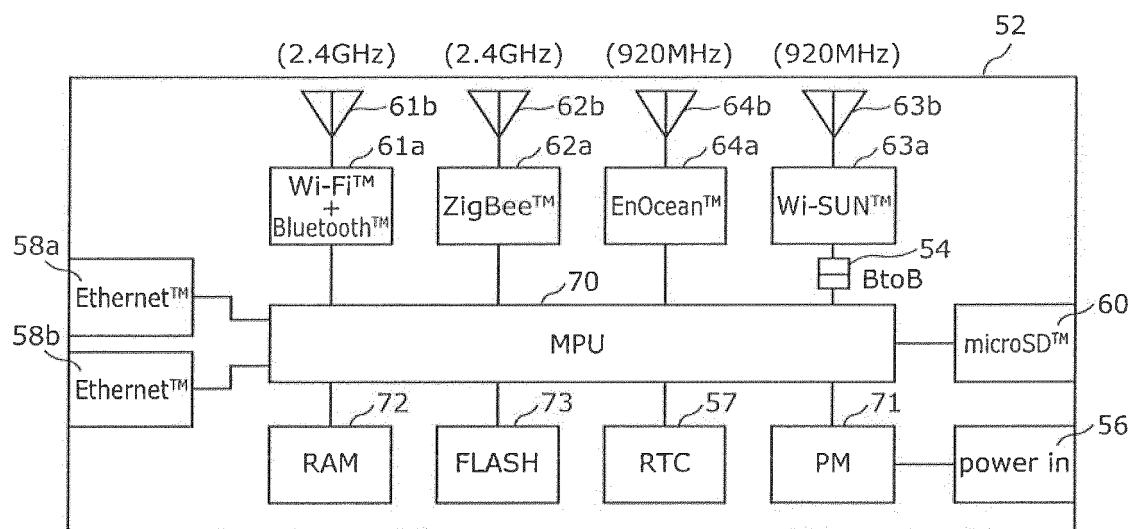 52
(2.4GHz) (2.4GHz) (920MHz) (920MHz)
61b 62b 64b 63b
61a 62a 64a 63a
Wi-Fi™
+
Bluetooth™
ZigBee™
EnOcean™
Wi-SUN™
58a
Ethernet™
54
BtoB
70
MPU
60
microSD™
58b
Ethernet™
72 73 57 71 56
RAM FLASH RTC PM power in